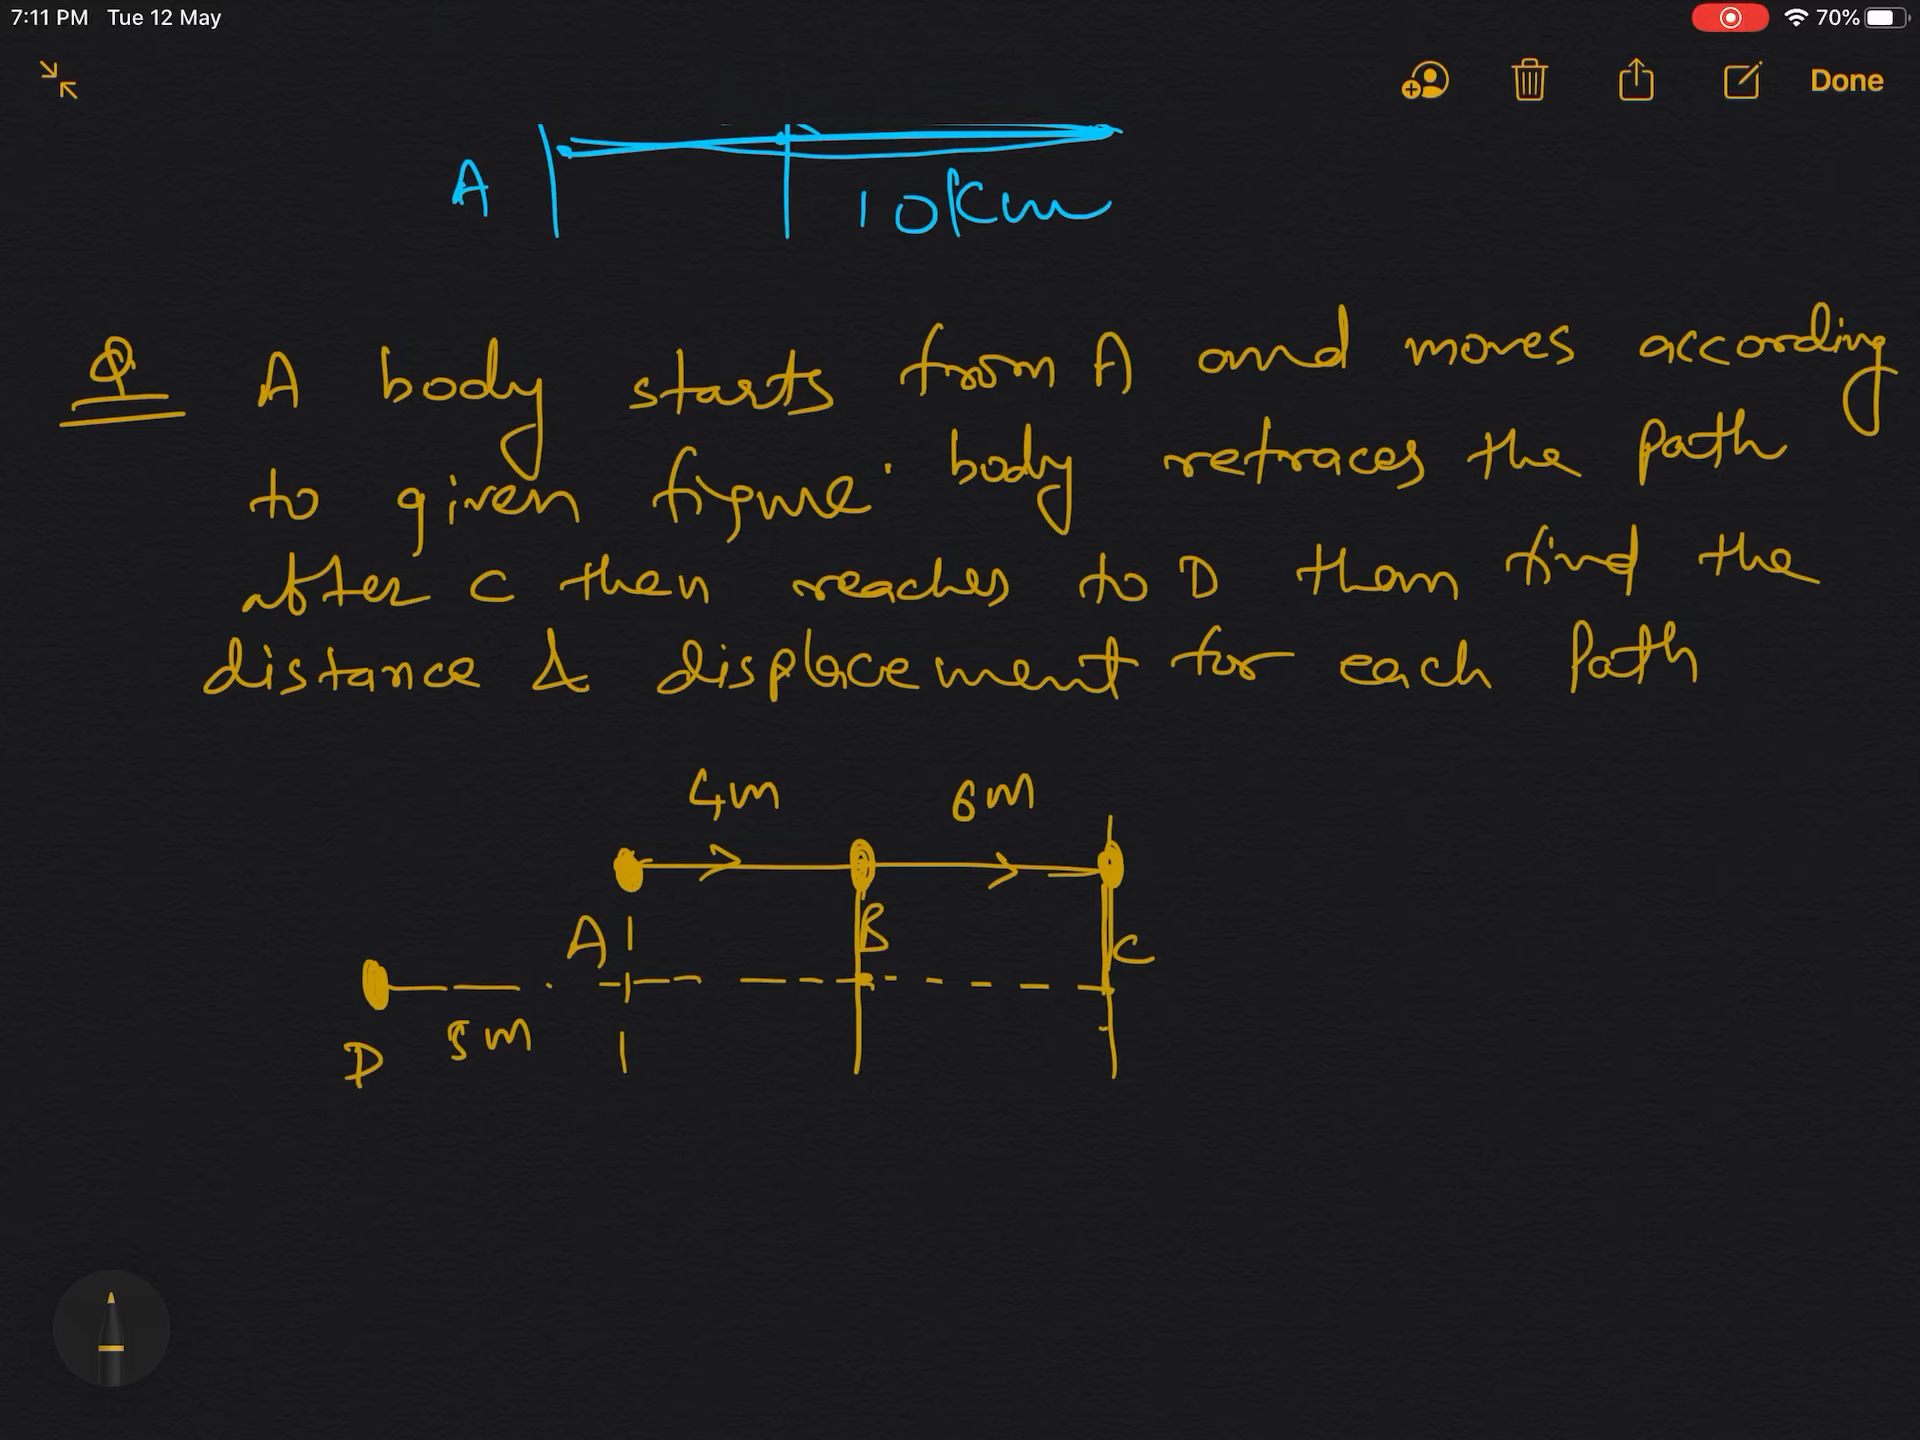 7:11 PM Tue 12 May
70%
Done
A
10km
Q A body starts from A and moves according
to given figure. body retraces the path
after C then reaches to D then find the
distance & displacement for each Path
4m 6m
A B C
D 5m